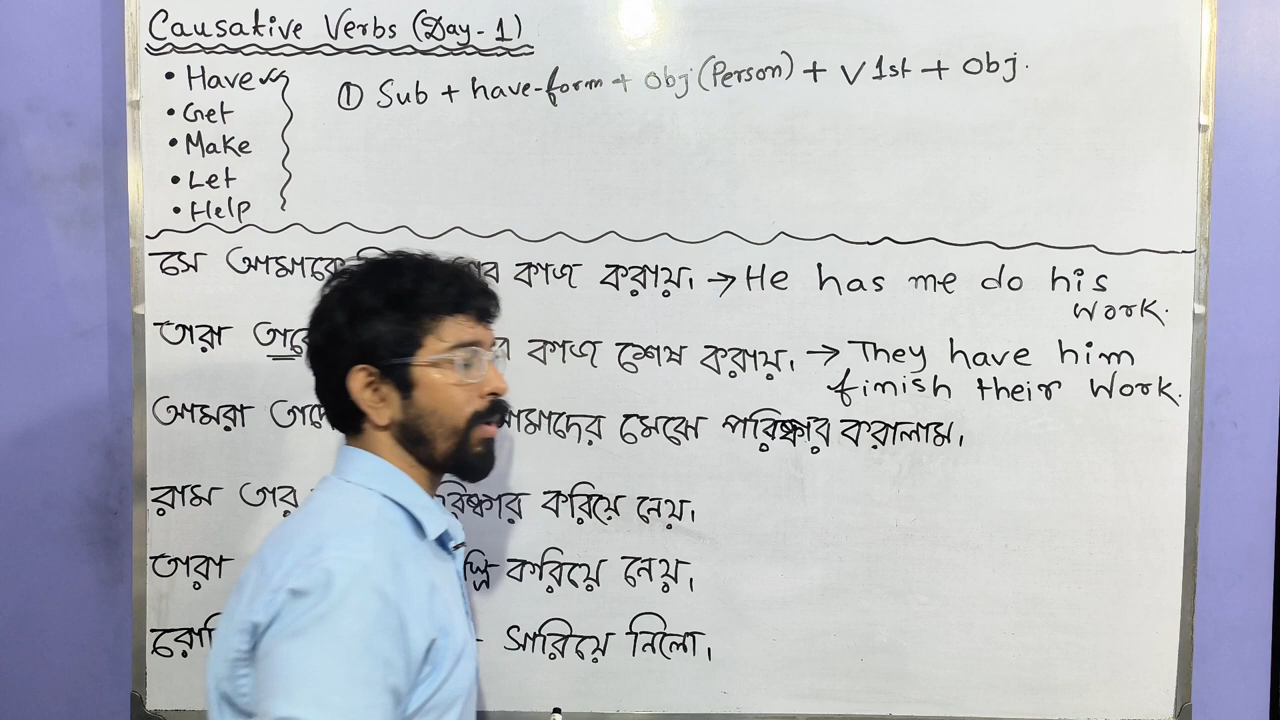 Causative Verbs (Day-1)
• Have
• Get
• Make
• Let
• Help
① Sub + have-form + Obj (Person) + V 1st + Obj.
সে আমাকে কাজ করায়। → He has me do his
work.
তারা কাজ শেষ করায়। → They have him
finish their work.
আমরা আমাদের মেঝে পরিষ্কার করালাম।
রাম তার পরিষ্কার করিয়ে নেয়।
তারা করিয়ে নেয়।
সারিয়ে নিলো।